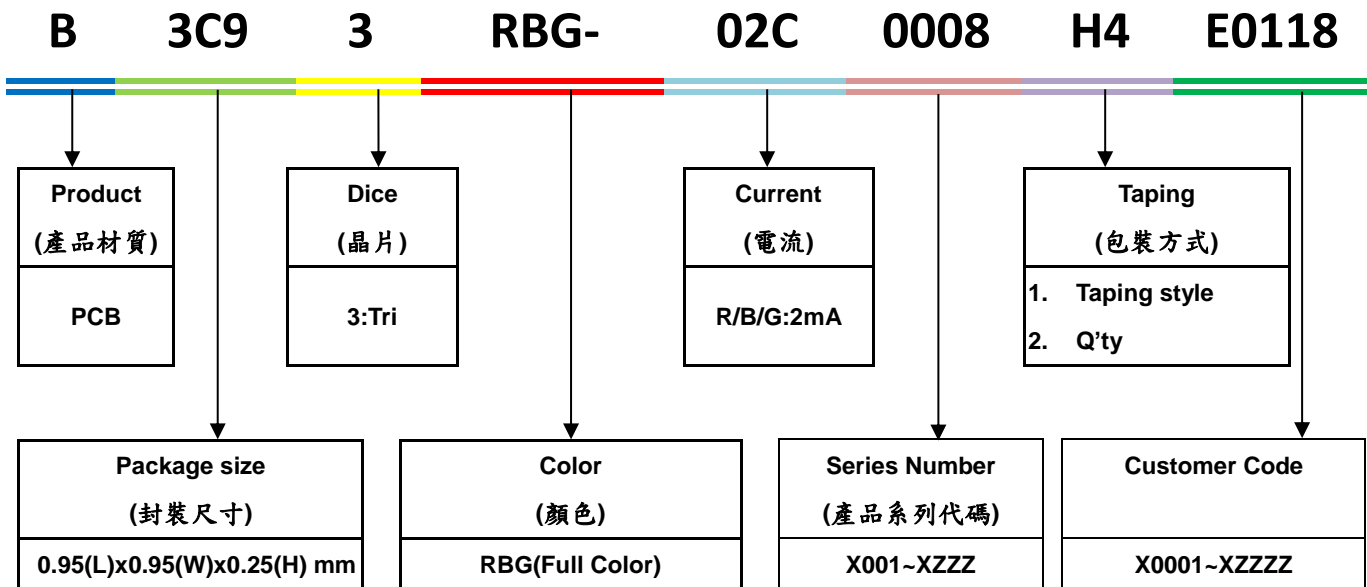 B 3C9 3 RBG- 02C 0008 H4 E0118
Product
(產品材質)
PCB
Dice
(晶片)
3:Tri
Current
(電流)
R/B/G:2mA
Taping
(包裝方式)
1. Taping style
2. Q’ty
Package size
(封裝尺寸)
0.95(L)x0.95(W)x0.25(H) mm
Color
(顏色)
RBG(Full Color)
Series Number
(產品系列代碼)
X001~XZZZ
Customer Code
X0001~XZZZZ